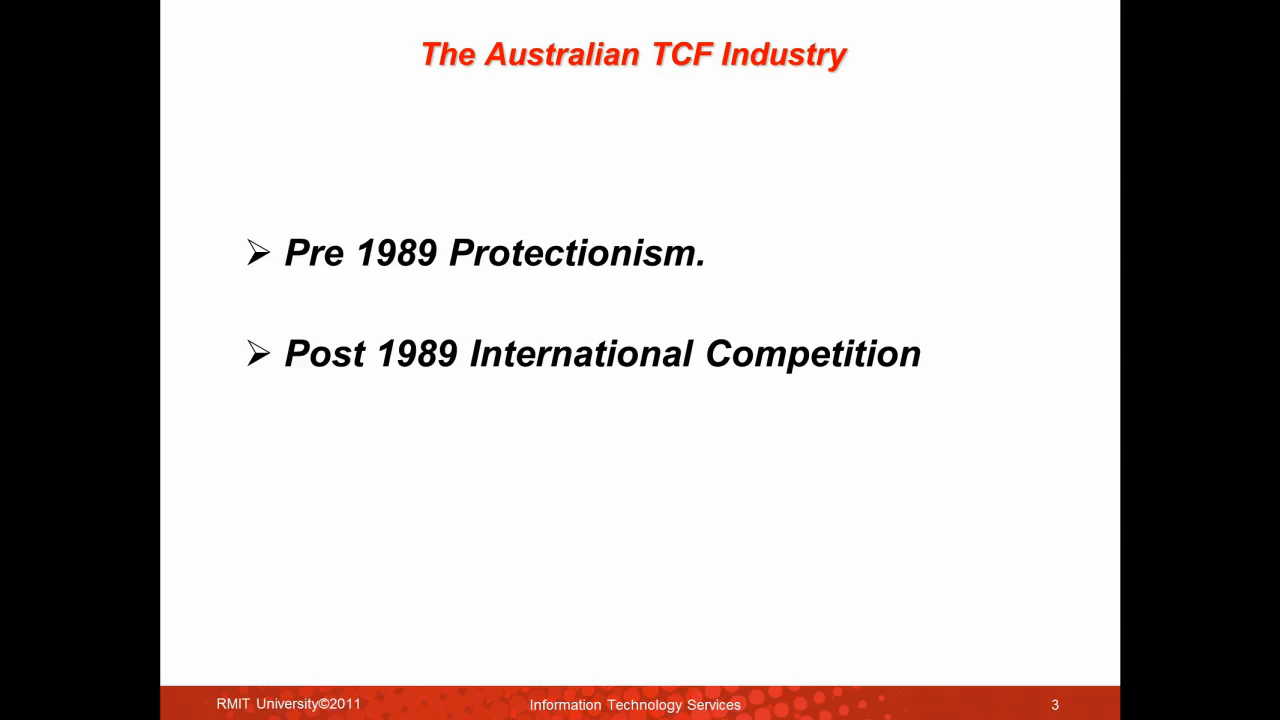 The Australian TCF Industry
➢ Pre 1989 Protectionism.
➢ Post 1989 International Competition
RMIT University©2011
Information Technology Services
3